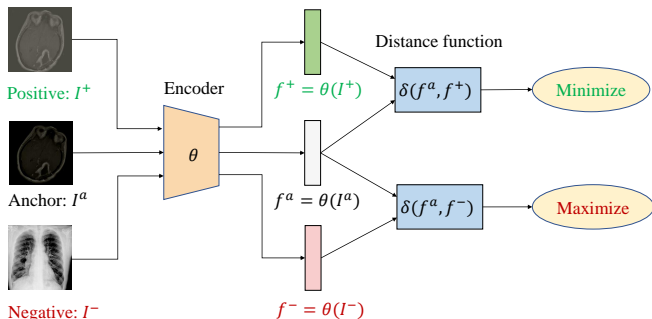 Positive: I⁺
Encoder
f⁺ = θ(I⁺)
Distance function
δ(fᵃ, f⁺)
Minimize
θ
Anchor: Iᵃ
fᵃ = θ(Iᵃ)
δ(fᵃ, f⁻)
Maximize
Negative: I⁻
f⁻ = θ(I⁻)